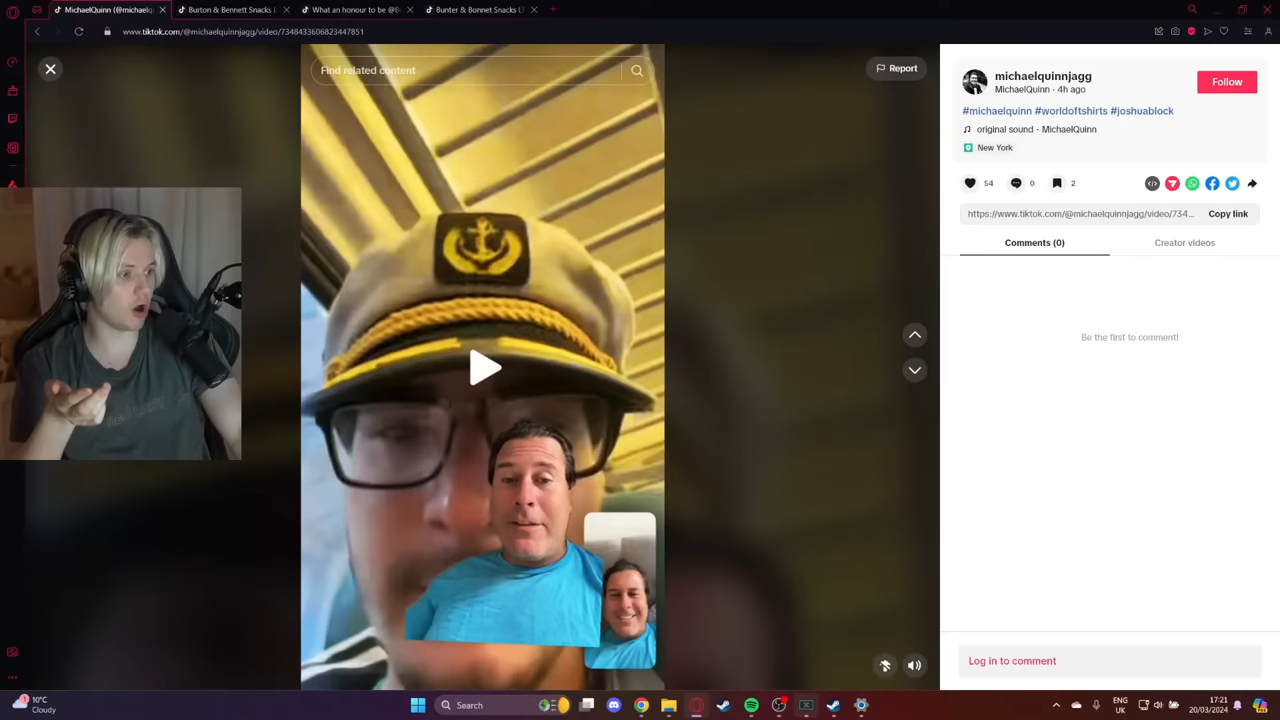 MichaelQuinn (@michaelq
Burton & Bennett Snacks L
What an honour to be @B
Bunter & Bonnet Snacks LT
www.tiktok.com/@michaelquinnjagg/video/7348433606823447851
Find related content
Report
michaelquinnjagg
MichaelQuinn · 4h ago
Follow
#michaelquinn #worldoftshirts #joshuablock
original sound - MichaelQuinn
New York
54
0
2
https://www.tiktok.com/@michaelquinnjagg/video/734...
Copy link
Comments (0)
Creator videos
Be the first to comment!
Log in to comment
1
10°C
Cloudy
Search
ENG
UK
17:21
20/03/2024